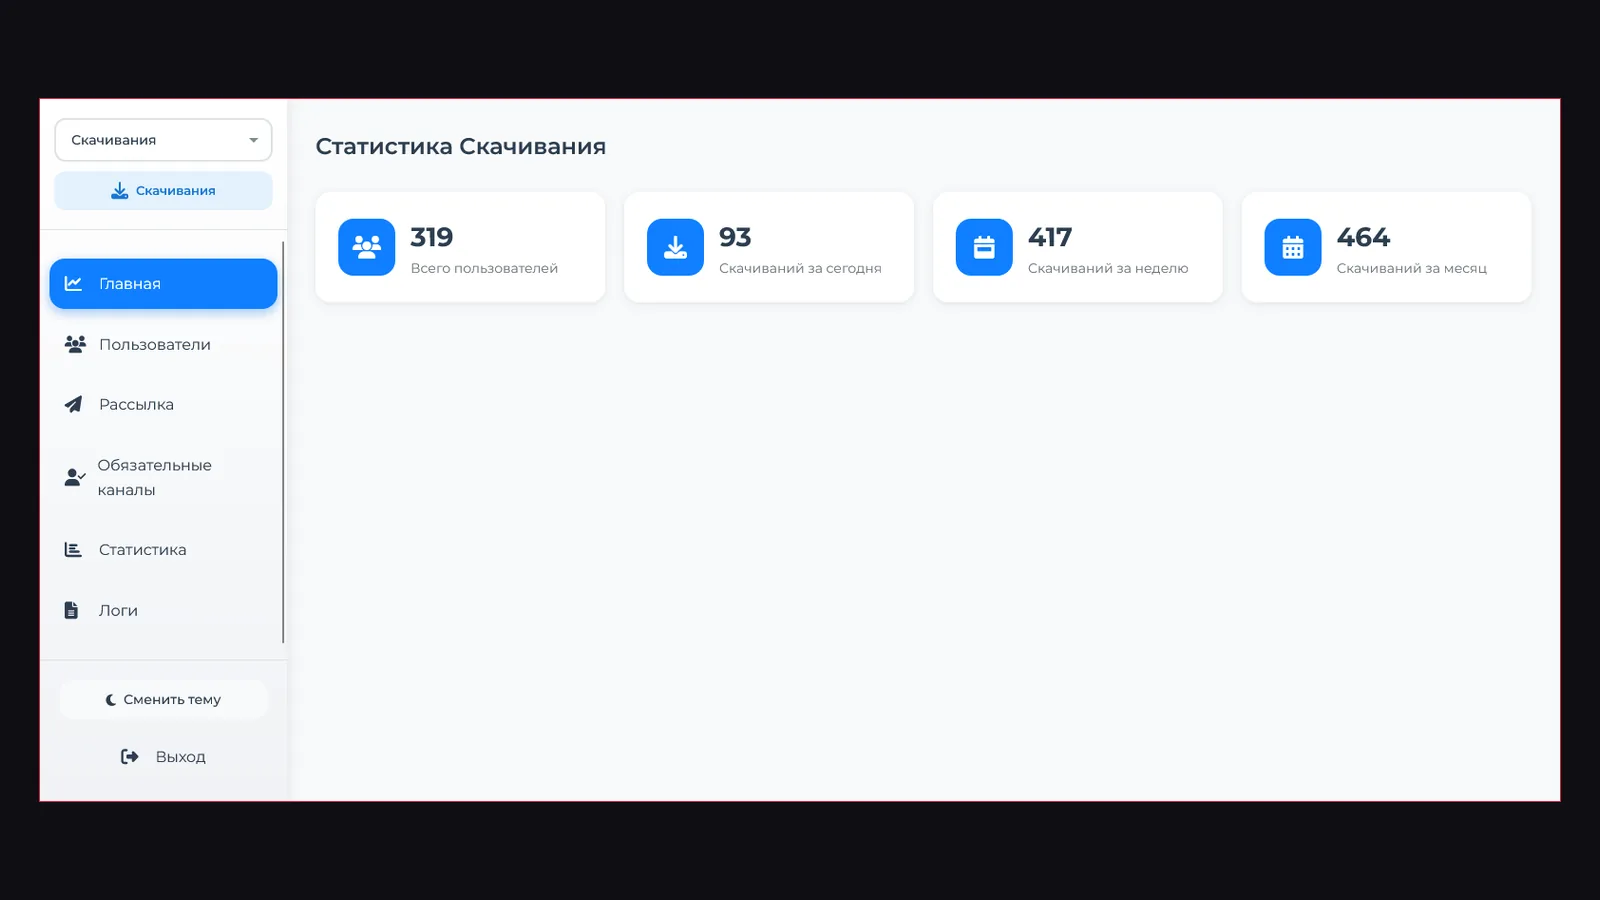 Скачивания
Скачивания
Главная
Пользователи
Рассылка
Обязательные
каналы
Статистика
Логи
Сменить тему
Выход
Статистика Скачивания
319
Всего пользователей
93
Скачиваний за сегодня
417
Скачиваний за неделю
464
Скачиваний за месяц